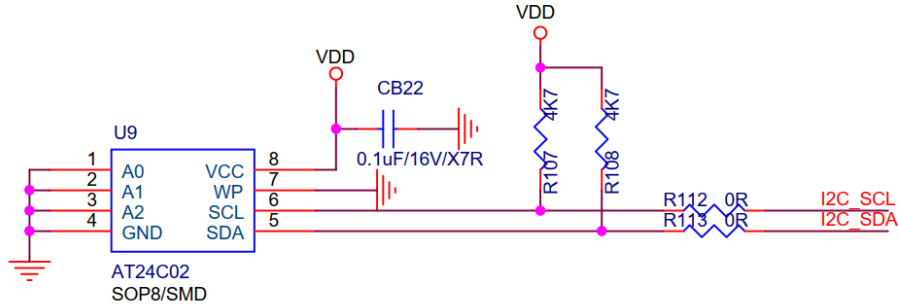 VDD
VDD
CB22
0.1uF/16V/X7R
4K7
4K7
R107
R108
U9
1 A0 VCC 8
2 A1 WP 7
3 A2 SCL 6
4 GND SDA 5
R112 0R I2C_SCL
R113 0R I2C_SDA
AT24C02
SOP8/SMD